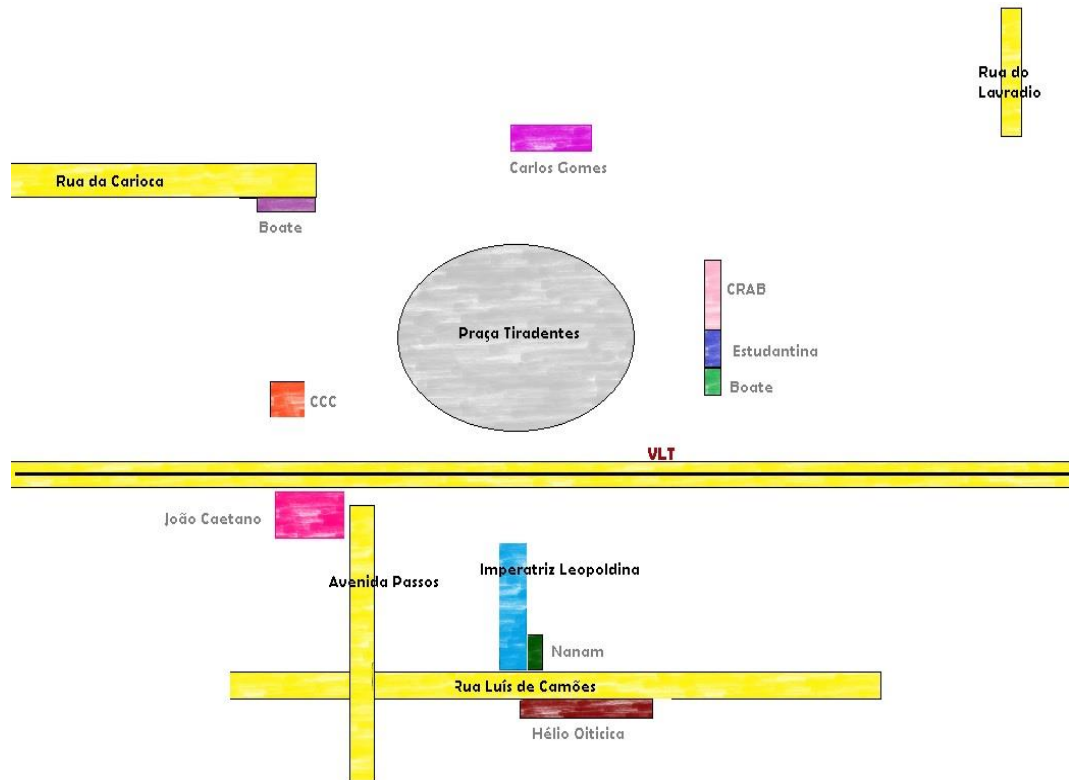 Rua do
Lavradio
Carlos Gomes
Rua da Carioca
Boate
CRAB
Praça Tiradentes
Estudantina
Boate
CCC
VLT
João Caetano
Imperatriz Leopoldina
Avenida Passos
Nanam
Rua Luís de Camões
Hélio Oiticica